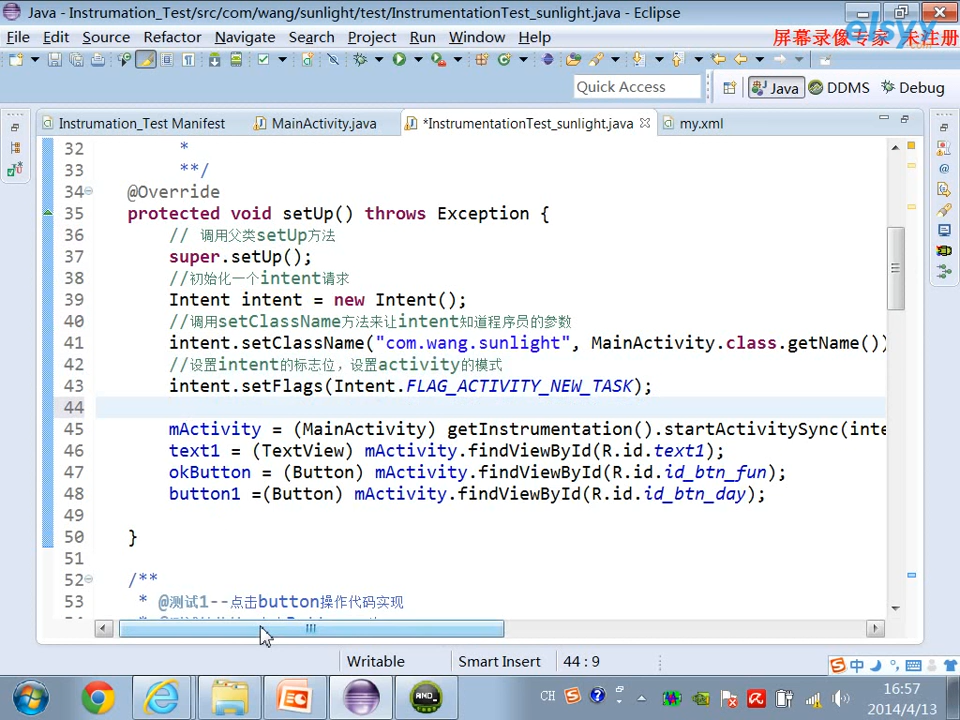 Java - Instrumation_Test/src/com/wang/sunlight/test/InstrumentationTest_sunlight.java - Eclipse
File Edit Source Refactor Navigate Search Project Run Window Help
屏幕录像专家 未注册
elsyy
Quick Access
Java DDMS Debug
Instrumation_Test Manifest MainActivity.java *InstrumentationTest_sunlight.java my.xml
32 *
33 **/
34 @Override
35 protected void setUp() throws Exception {
36 // 调用父类setUp方法
37 super.setUp();
38 //初始化一个intent请求
39 Intent intent = new Intent();
40 //调用setClassName方法来让intent知道程序员的参数
41 intent.setClassName("com.wang.sunlight", MainActivity.class.getName())
42 //设置intent的标志位，设置activity的模式
43 intent.setFlags(Intent.FLAG_ACTIVITY_NEW_TASK);
44
45 mActivity = (MainActivity) getInstrumentation().startActivitySync(inte
46 text1 = (TextView) mActivity.findViewById(R.id.text1);
47 okButton = (Button) mActivity.findViewById(R.id.id_btn_fun);
48 button1 =(Button) mActivity.findViewById(R.id.id_btn_day);
49
50 }
51
52 /**
53 * @测试1--点击button操作代码实现
Writable Smart Insert 44 : 9
中
CH
16:57
2014/4/13